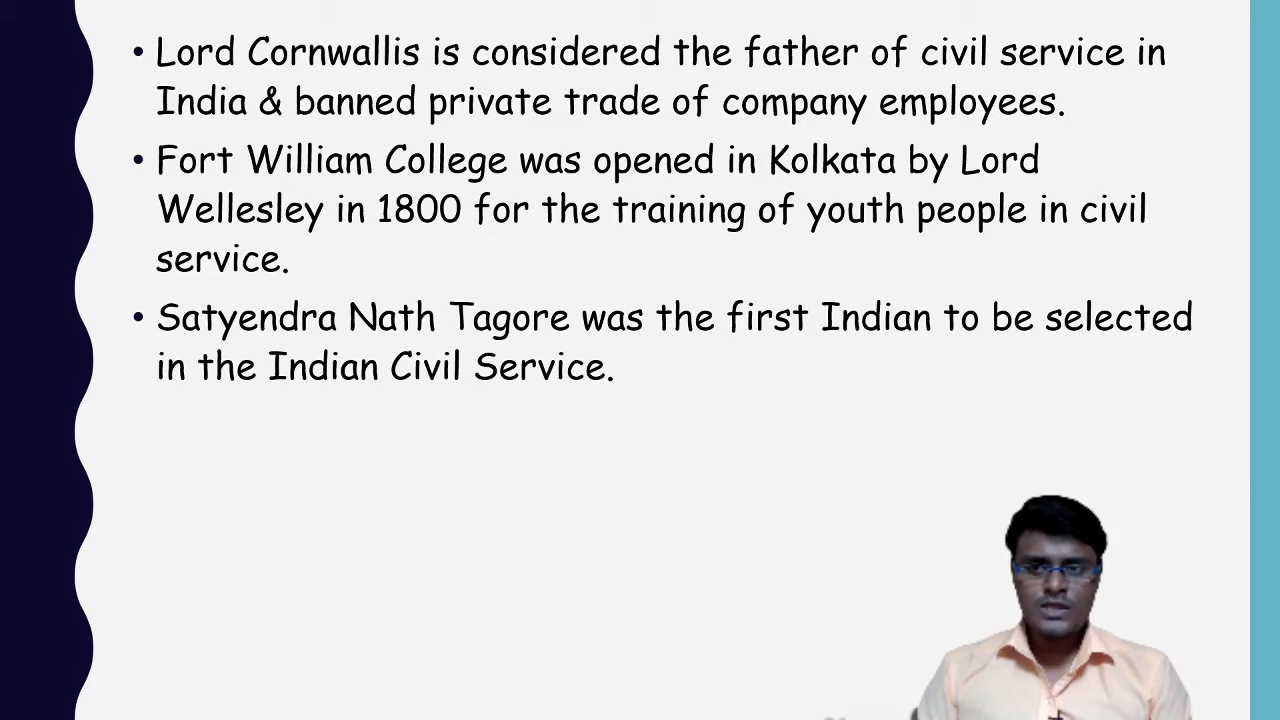 • Lord Cornwallis is considered the father of civil service in
India & banned private trade of company employees.
• Fort William College was opened in Kolkata by Lord
Wellesley in 1800 for the training of youth people in civil
service.
• Satyendra Nath Tagore was the first Indian to be selected
in the Indian Civil Service.